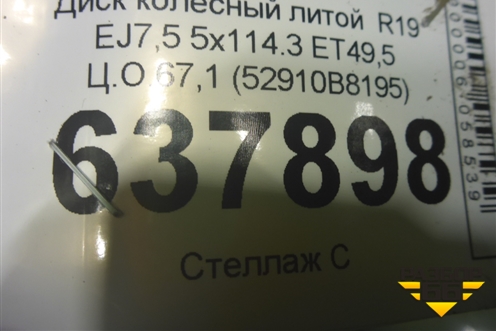 Диск колесный литой R19
EJ7,5 5x114.3 ET49,5
Ц.О 67,1 (52910B8195)
637898
Стеллаж С